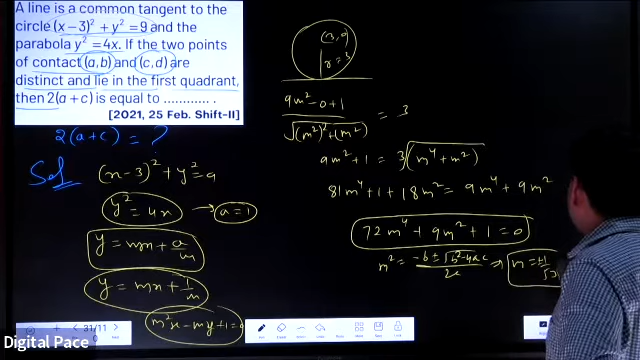 A line is a common tangent to the
circle (x−3)² + y² = 9 and the
parabola y² = 4x. If the two points
of contact (a,b) and (c,d) are
distinct and lie in the first quadrant,
then 2(a+c) is equal to ............ .
[2021, 25 Feb. Shift-II]
2(a+c) = ?
Sol
(x-3)² + y² = 9
y² = 4x → a = 1
y = mx + a/m
y = mx + 1/m
m²x - my + 1 = 0
(3, 0)
r = 3
9m² - 0 + 1
√(m²)² + (m²) = 3
9m² + 1 = 3√(m⁴ + m²)
81m⁴ + 1 + 18m² = 9m⁴ + 9m²
72m⁴ + 9m² + 1 = 0
m² = -b ± √b² - 4ac / 2a ⇒
31/11
Digital Pace